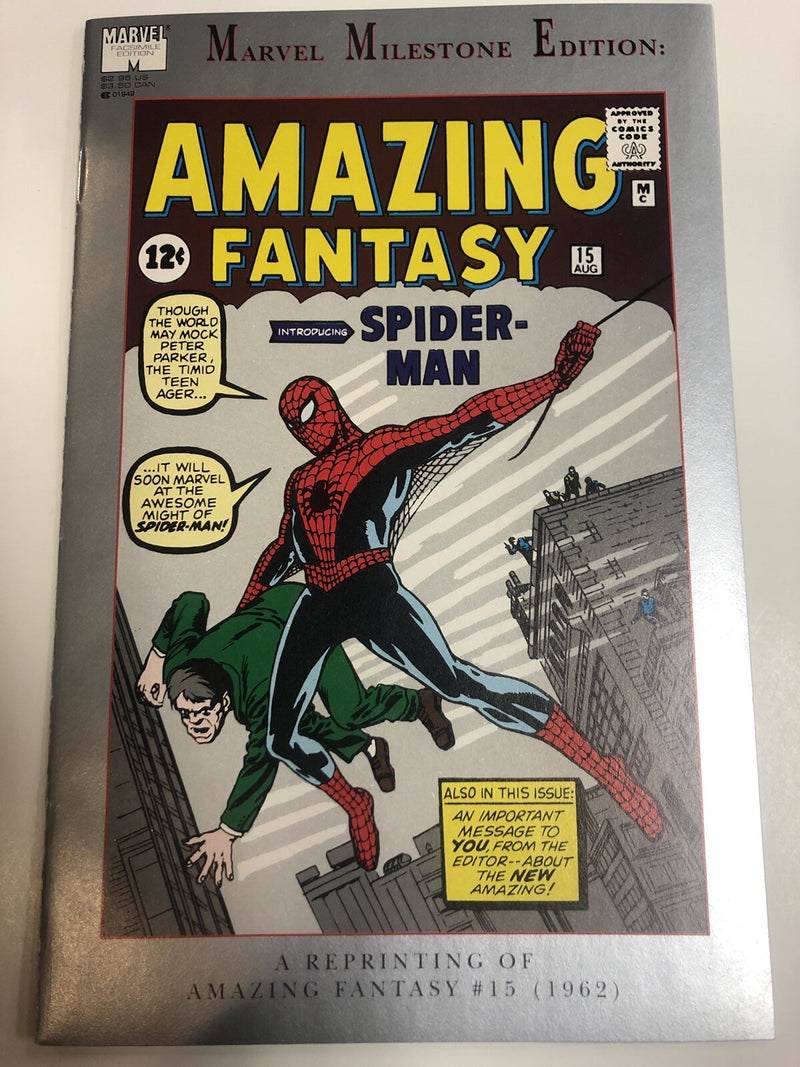 MARVEL
FACSIMILE
EDITION
M
$2.95 US
$3.50 CAN
© 01949
MARVEL MILESTONE EDITION:
APPROVED
BY THE
COMICS
CODE
CA
AUTHORITY
AMAZING
M
C
12¢
FANTASY
15
AUG
INTRODUCING
SPIDER-
MAN
THOUGH
THE WORLD
MAY MOCK
PETER
PARKER,
THE TIMID
TEEN
AGER...
...IT WILL
SOON MARVEL
AT THE
AWESOME
MIGHT OF
SPIDER-MAN!
ALSO IN THIS ISSUE:
AN IMPORTANT
MESSAGE TO
YOU, FROM THE
EDITOR--ABOUT
THE NEW
AMAZING!
A REPRINTING OF
AMAZING FANTASY #15 (1962)